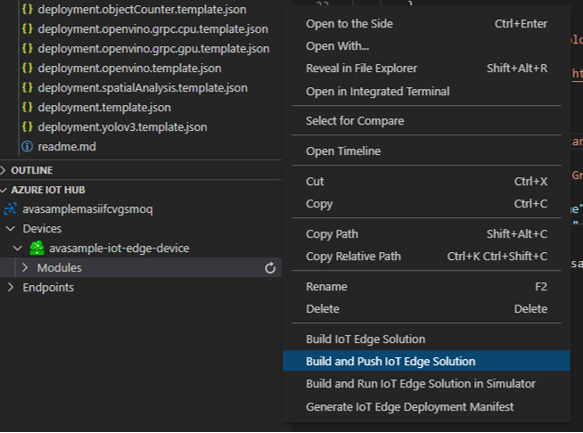 deployment.objectCounter.template.json
deployment.openvino.grpc.cpu.template.json
deployment.openvino.grpc.gpu.template.json
deployment.openvino.template.json
deployment.spatialAnalysis.template.json
deployment.template.json
deployment.yolov3.template.json
readme.md
OUTLINE
AZURE IOT HUB
avasamplemasiifcvgsmoq
Devices
avasample-iot-edge-device
Modules
Endpoints
Open to the Side Ctrl+Enter
Open With...
Reveal in File Explorer Shift+Alt+R
Open in Integrated Terminal
Select for Compare
Open Timeline
Cut Ctrl+X
Copy Ctrl+C
Copy Path Shift+Alt+C
Copy Relative Path Ctrl+K Ctrl+Shift+C
Rename F2
Delete Delete
Build IoT Edge Solution
Build and Push IoT Edge Solution
Build and Run IoT Edge Solution in Simulator
Generate IoT Edge Deployment Manifest